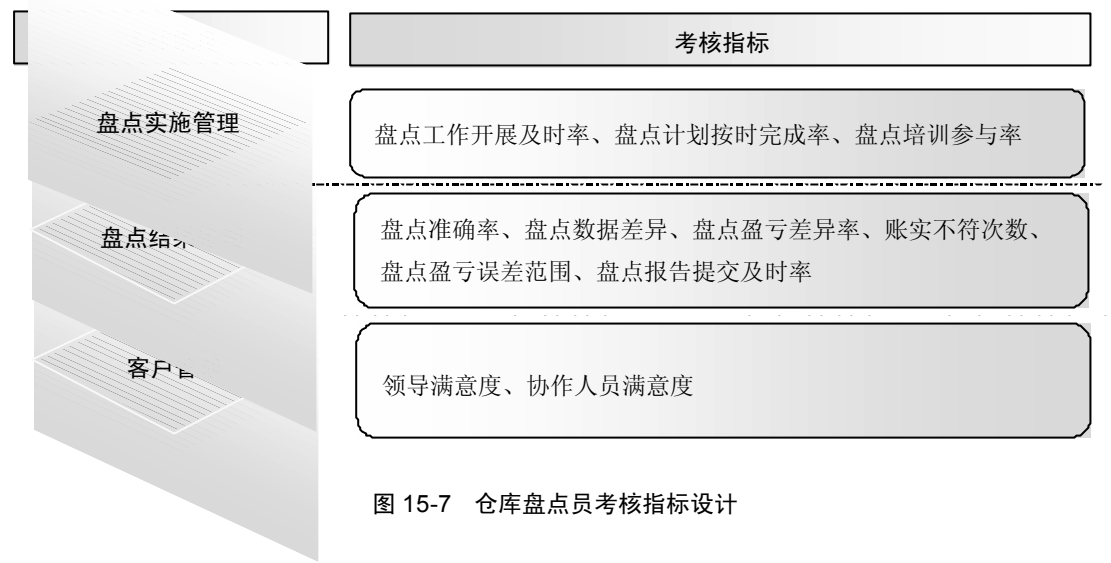 考核指标
盘点实施管理
盘点工作开展及时率、盘点计划按时完成率、盘点培训参与率
盘点结
盘点准确率、盘点数据差异、盘点盈亏差异率、账实不符次数、
盘点盈亏误差范围、盘点报告提交及时率
客户
领导满意度、协作人员满意度
图 15-7 仓库盘点员考核指标设计